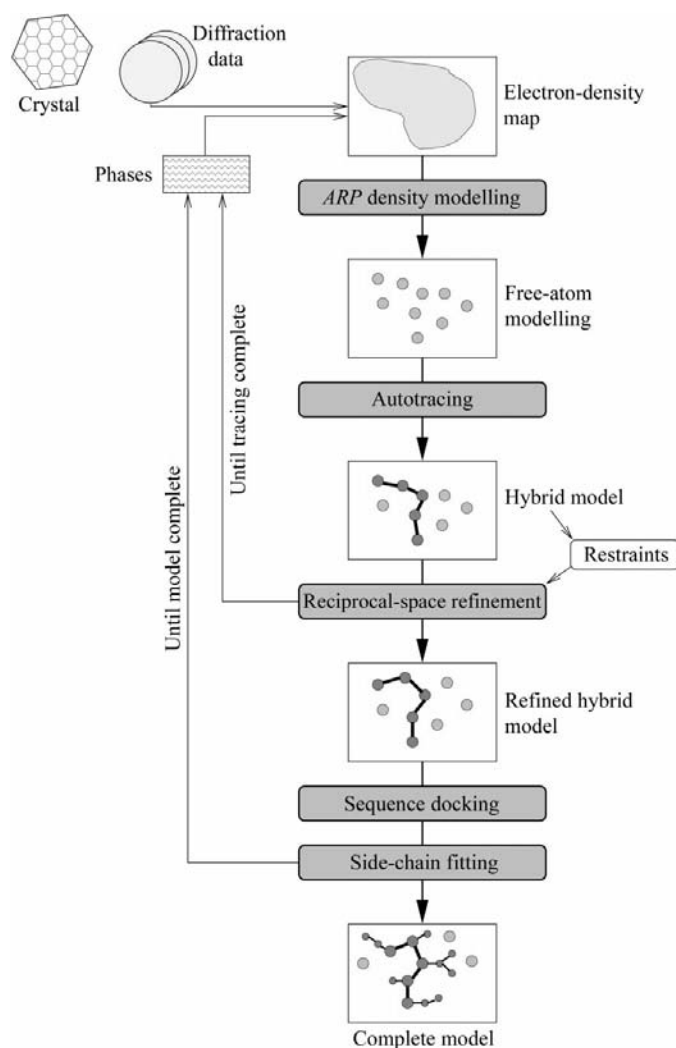 Diffraction
data
Crystal
Electron-density
map
Phases
ARP density modelling
Free-atom
modelling
Autotracing
Until tracing complete
Until model complete
Hybrid model
Restraints
Reciprocal-space refinement
Refined hybrid
model
Sequence docking
Side-chain fitting
Complete model